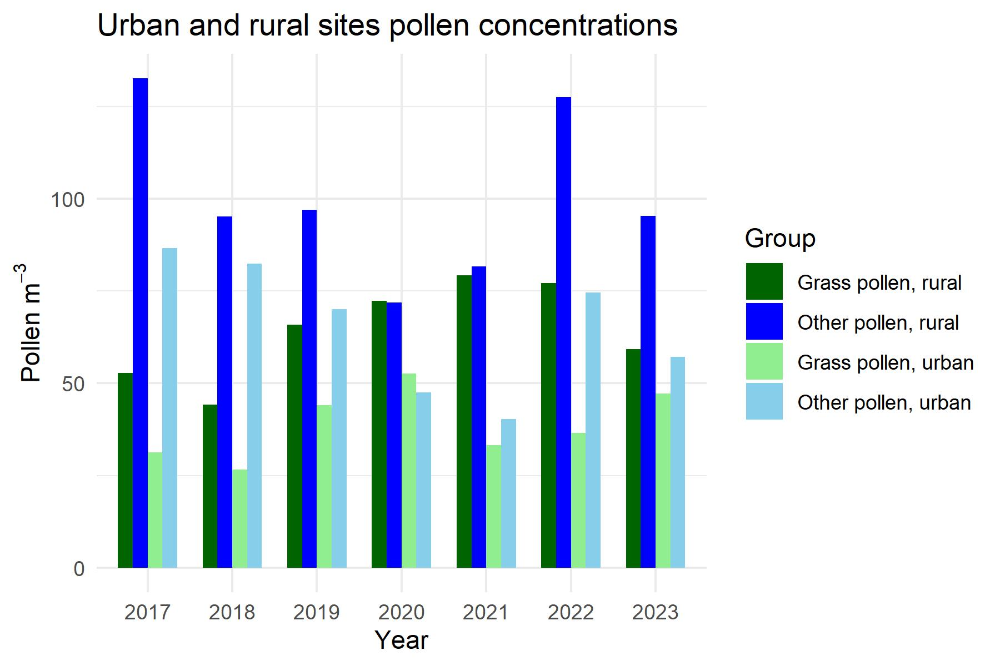 Urban and rural sites pollen concentrations
Pollen m⁻³
100
50
0
2017 2018 2019 2020 2021 2022 2023
Year
Group
Grass pollen, rural
Other pollen, rural
Grass pollen, urban
Other pollen, urban